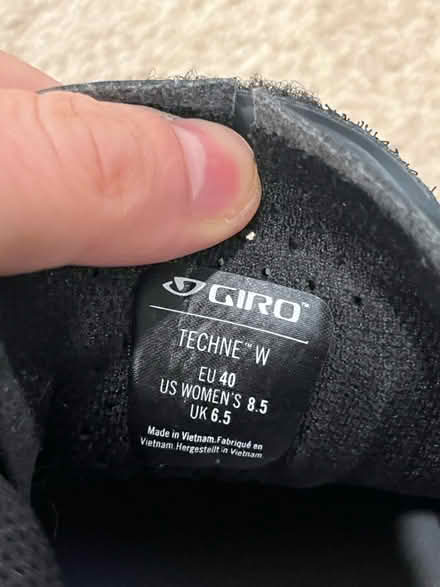 GIRO™
TECHNE™ W
EU 40
US WOMEN'S 8.5
UK 6.5
Made in Vietnam.Fabriqué en
Vietnam.Hergestellt in Vietnam